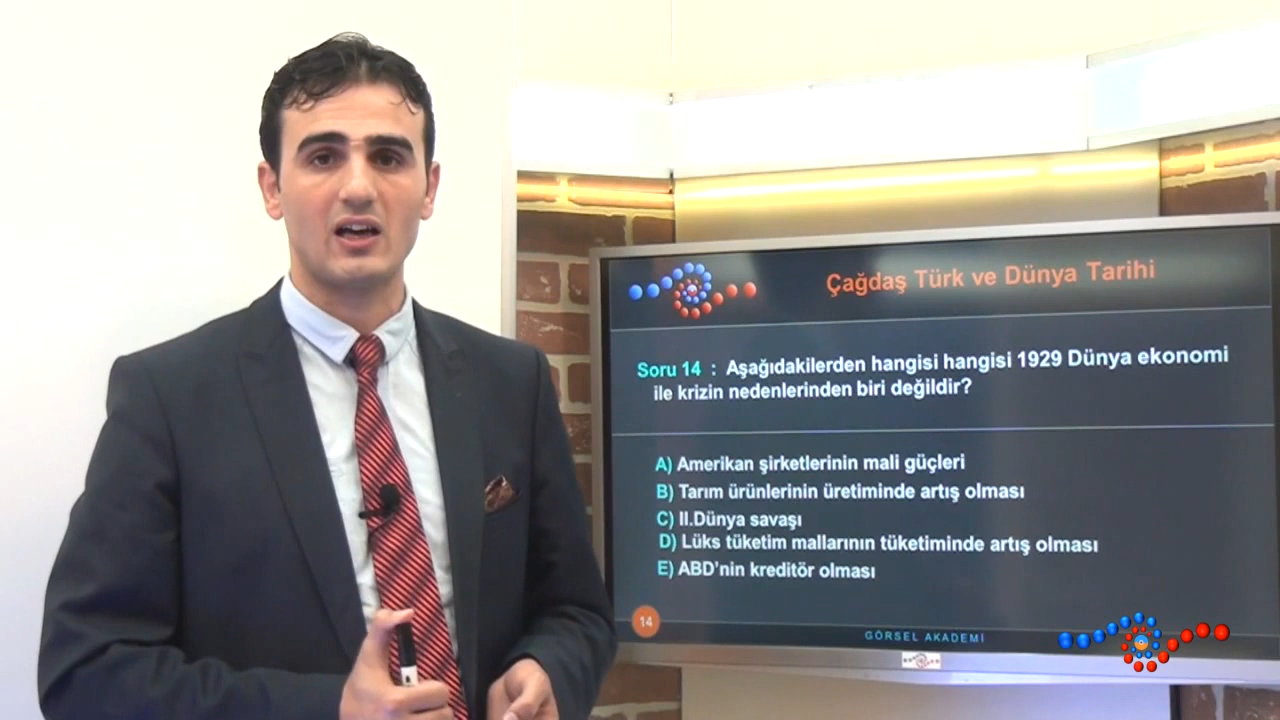 Çağdaş Türk ve Dünya Tarihi
Soru 14 : Aşağıdakilerden hangisi hangisi 1929 Dünya ekonomi
ile krizin nedenlerinden biri değildir?
A) Amerikan şirketlerinin mali güçleri
B) Tarım ürünlerinin üretiminde artış olması
C) II.Dünya savaşı
D) Lüks tüketim mallarının tüketiminde artış olması
E) ABD'nin kreditör olması
14
GÖRSEL AKADEMİ